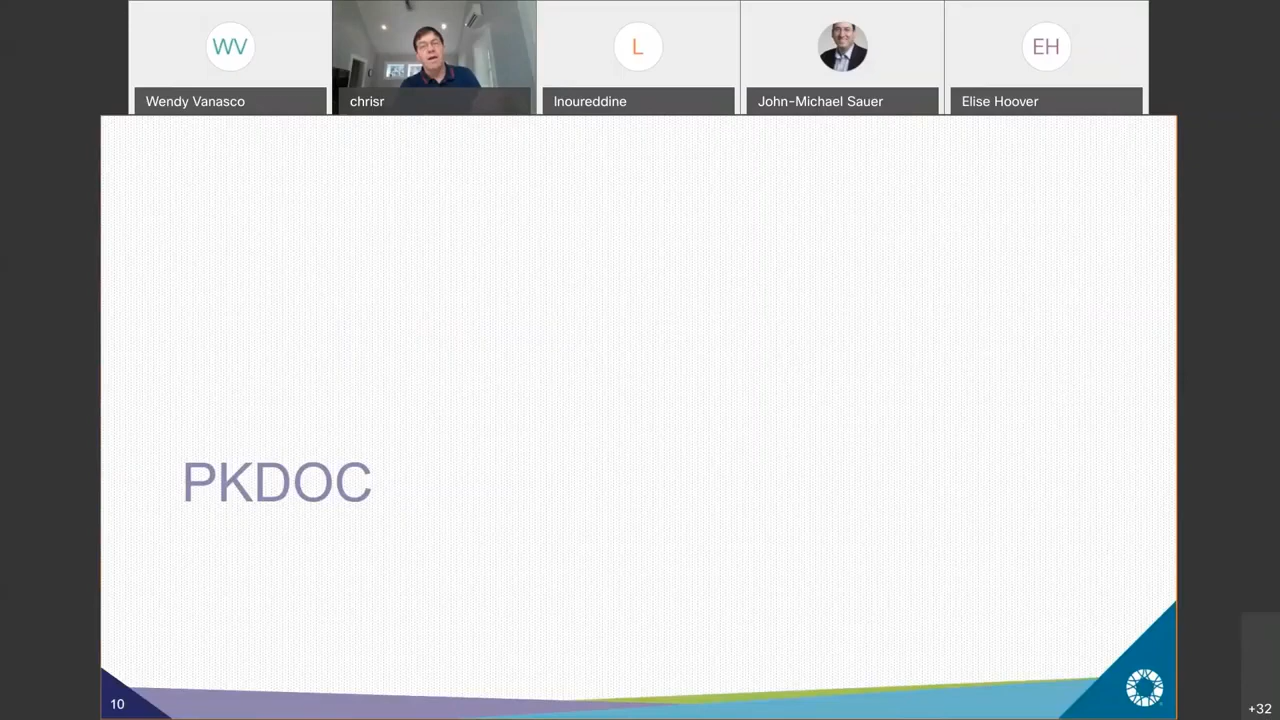 WV
L
EH
Wendy Vanasco
chrisr
lnoureddine
John-Michael Sauer
Elise Hoover
PKDOC
10
+32